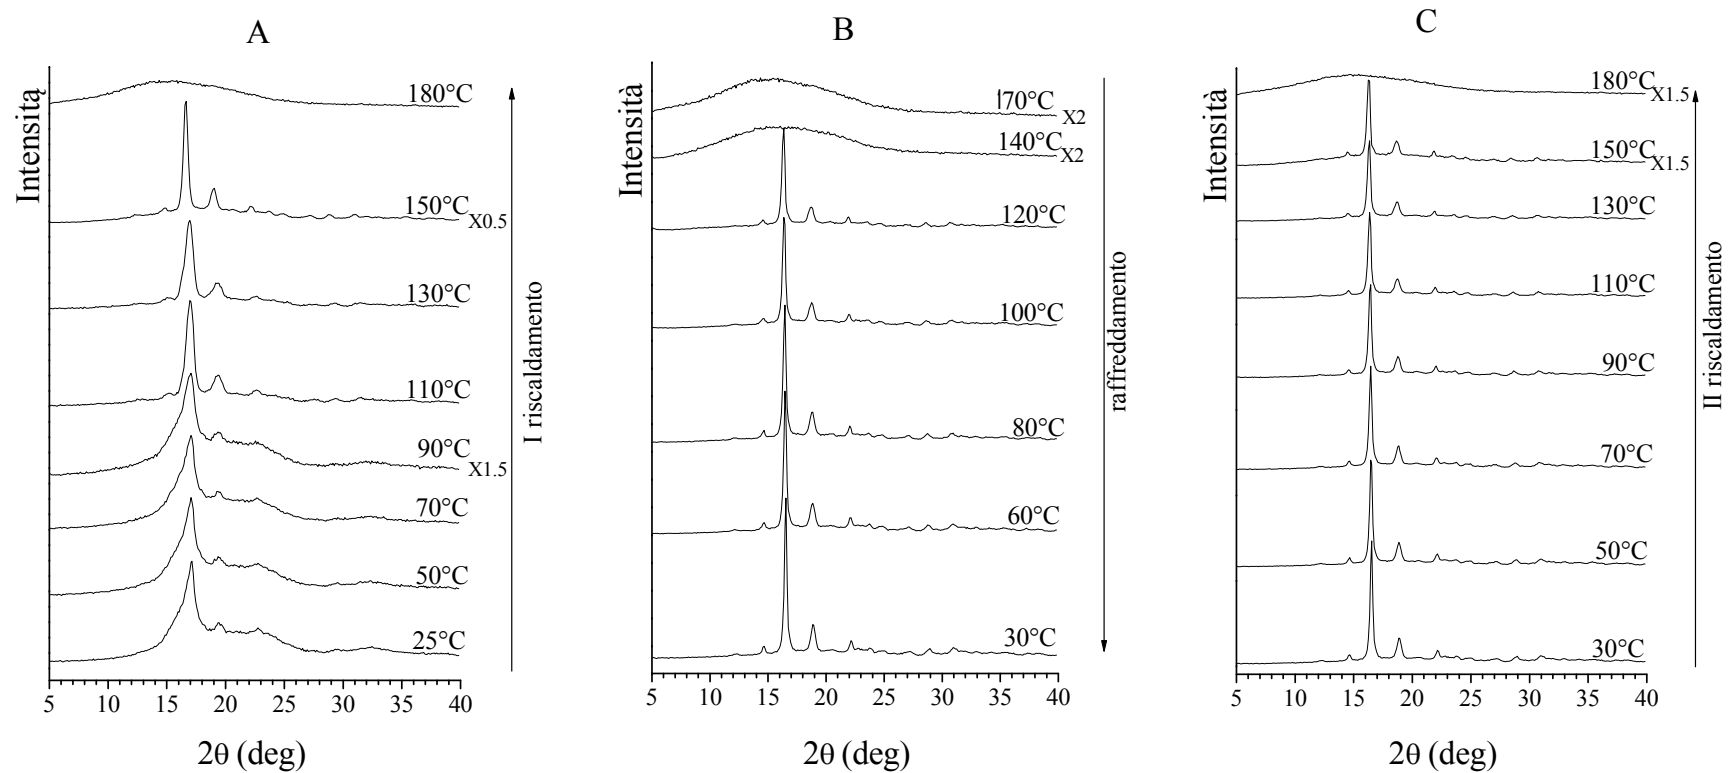 A
Intensità
180°C
150°C X0.5
130°C
110°C
90°C X1.5
70°C
50°C
25°C
I riscaldamento
5 10 15 20 25 30 35 40
2θ (deg)
B
Intensità
170°C X2
140°C X2
120°C
100°C
80°C
60°C
30°C
raffreddamento
5 10 15 20 25 30 35 40
2θ (deg)
C
Intensità
180°C X1.5
150°C X1.5
130°C
110°C
90°C
70°C
50°C
30°C
II riscaldamento
5 10 15 20 25 30 35 40
2θ (deg)